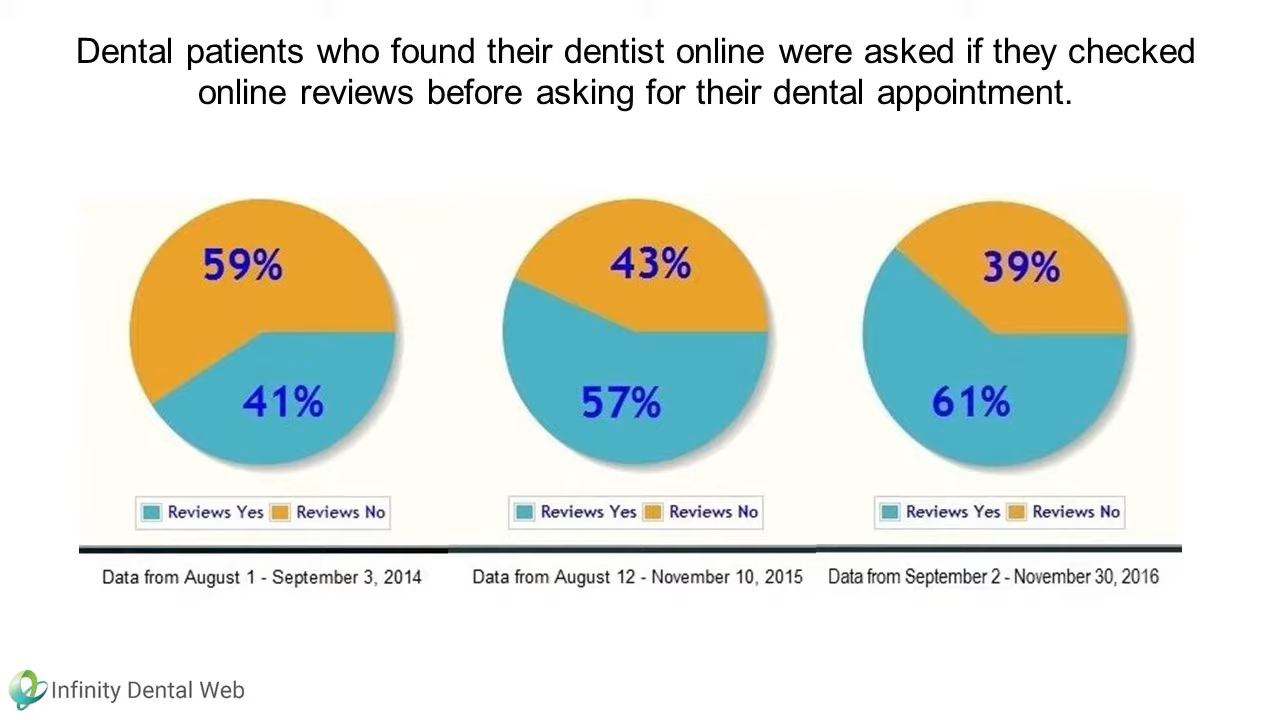 Dental patients who found their dentist online were asked if they checked
online reviews before asking for their dental appointment.
59%
41%
Reviews Yes Reviews No
Data from August 1 - September 3, 2014
43%
57%
Reviews Yes Reviews No
Data from August 12 - November 10, 2015
39%
61%
Reviews Yes Reviews No
Data from September 2 - November 30, 2016
Infinity Dental Web